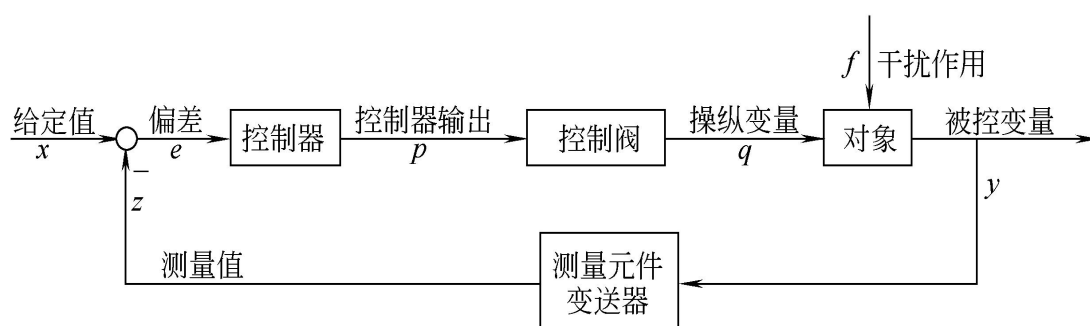 f 干扰作用
给定值
x
偏差
e
控制器
控制器输出
p
控制阀
操纵变量
q
对象
被控变量
y
−
z
测量值
测量元件
变送器